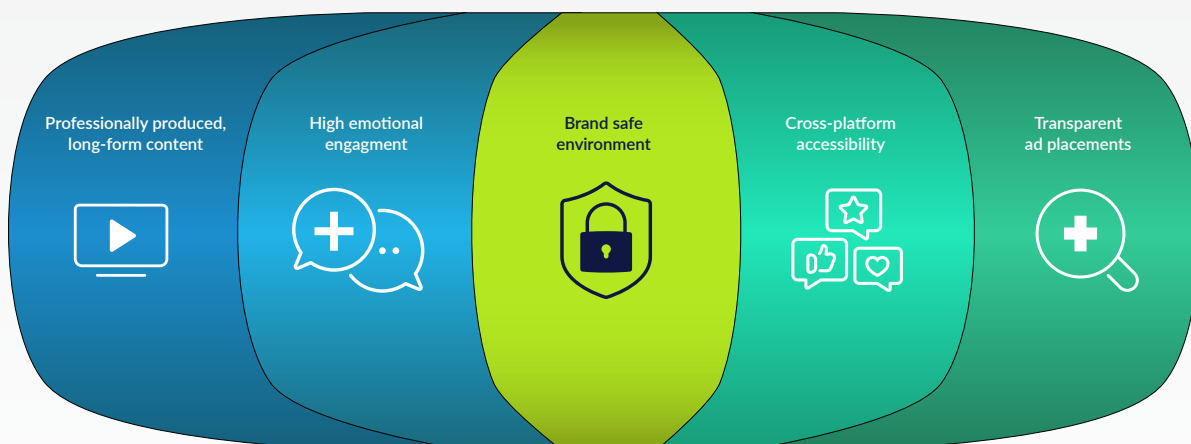 Professionally produced,
long-form content
High emotional
engagment
Brand safe
environment
Cross-platform
accessibility
Transparent
ad placements